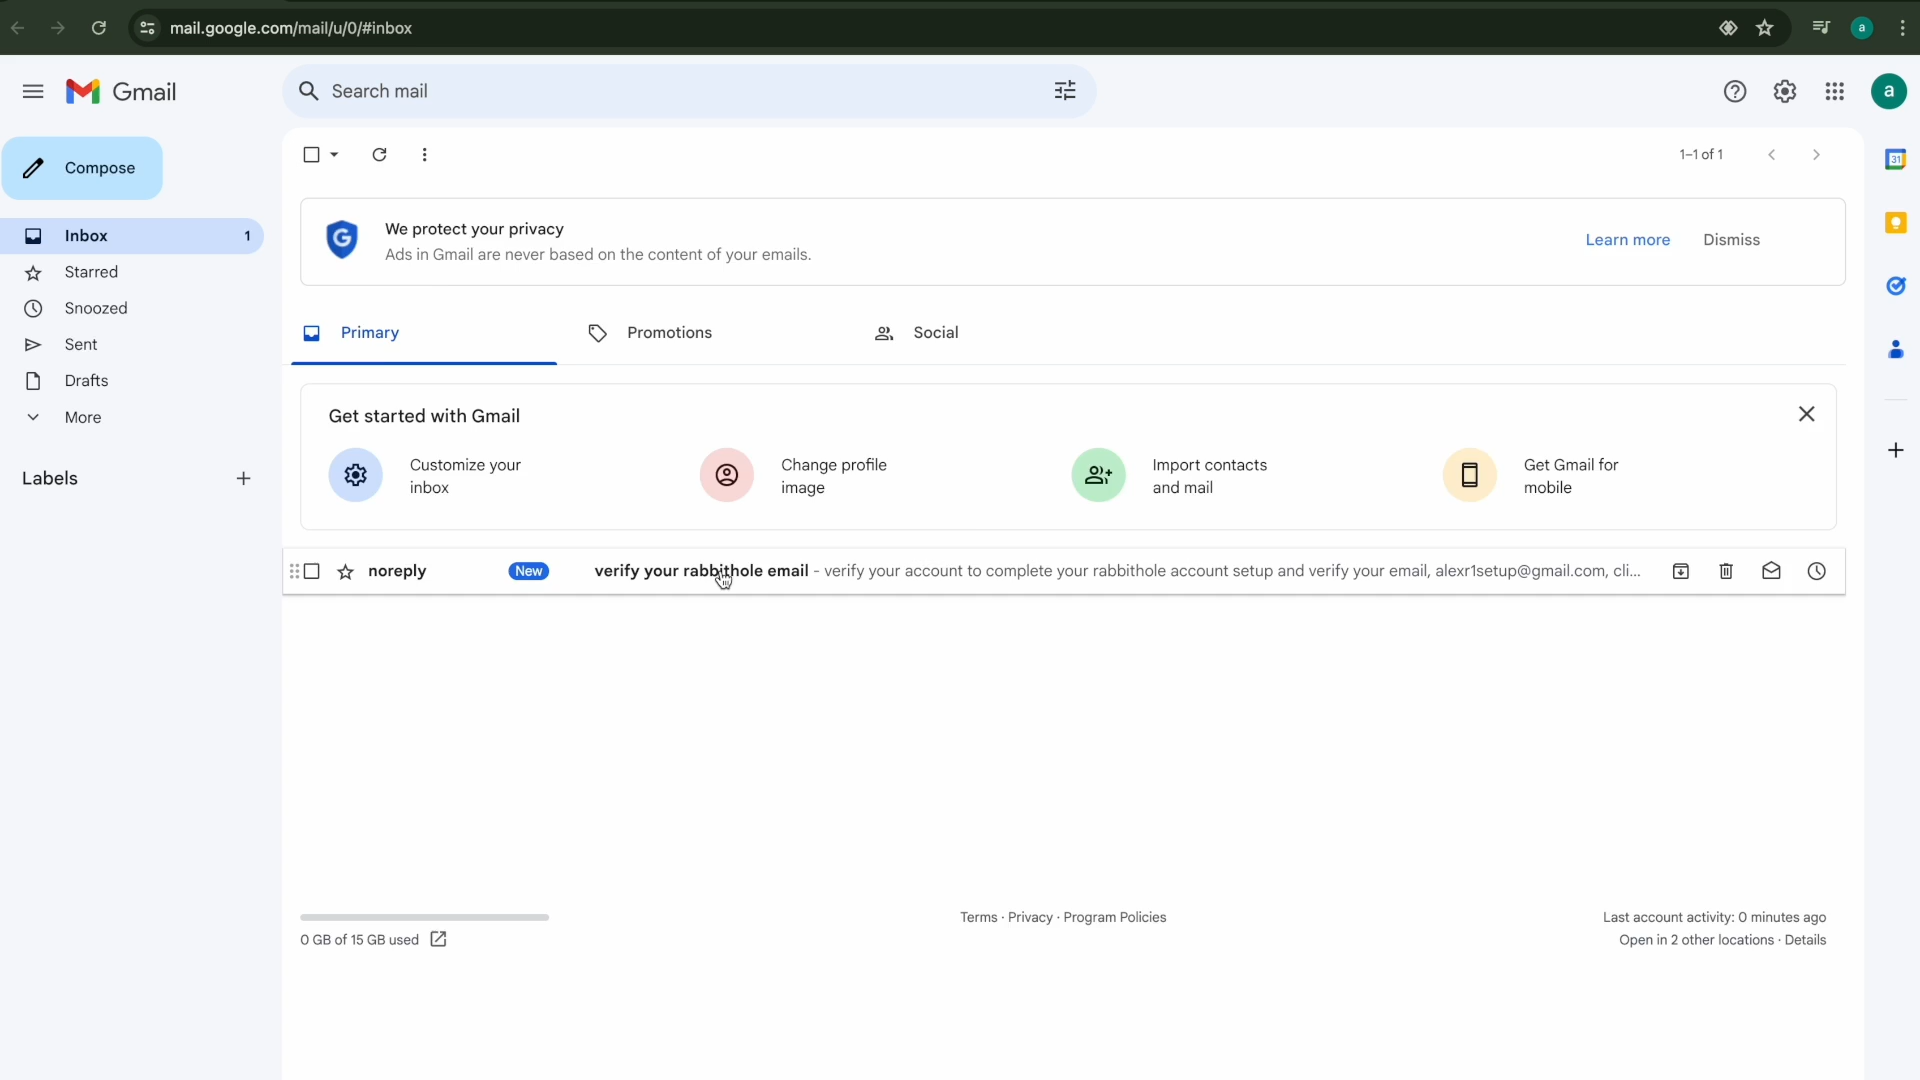 mail.google.com/mail/u/0/#inbox
a
Gmail
Search mail
a
Compose
1–1 of 1
31
Inbox 1
Starred
Snoozed
Sent
Drafts
More
Labels
G
We protect your privacy
Ads in Gmail are never based on the content of your emails.
Learn more
Dismiss
Primary
Promotions
Social
Get started with Gmail
Customize your
inbox
Change profile
image
Import contacts
and mail
Get Gmail for
mobile
noreply New verify your rabbithole email - verify your account to complete your rabbithole account setup and verify your email, alexr1setup@gmail.com, cli...
0 GB of 15 GB used
Terms · Privacy · Program Policies
Last account activity: 0 minutes ago
Open in 2 other locations · Details